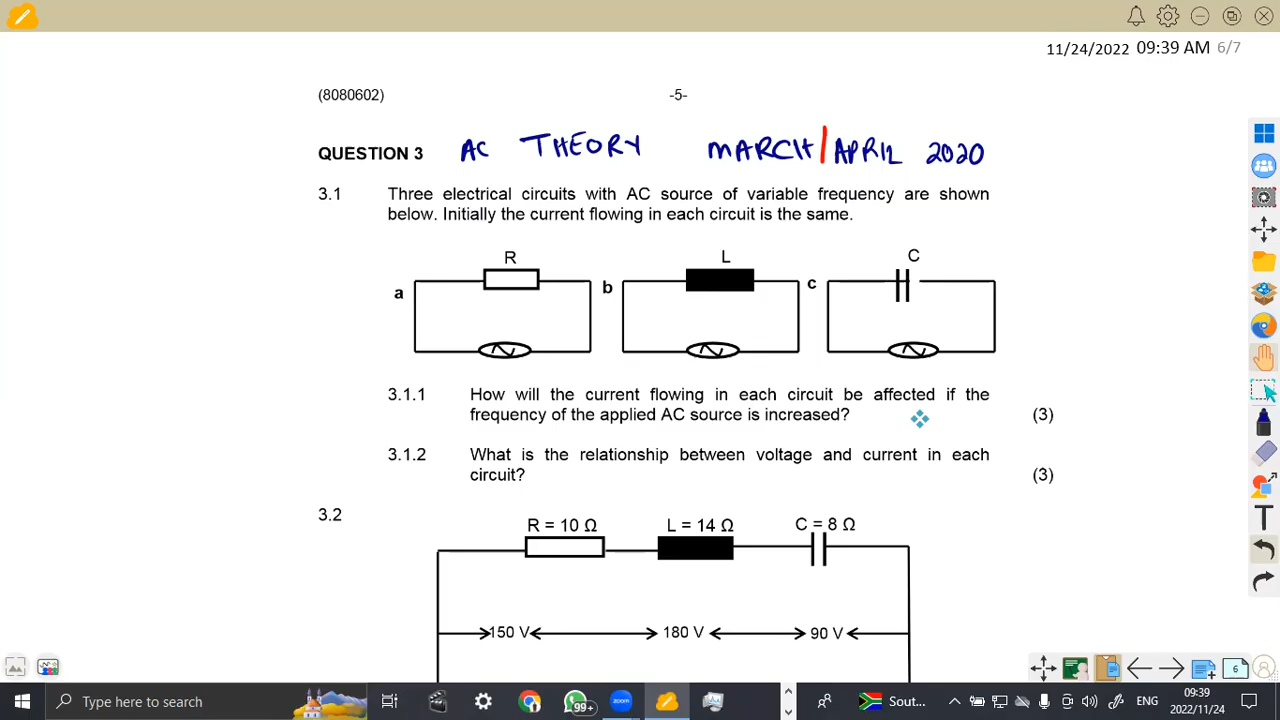 11/24/2022 09:39 AM 6/7
(8080602) -5-
QUESTION 3 AC THEORY MARCH|APRIL 2020
3.1 Three electrical circuits with AC source of variable frequency are shown
below. Initially the current flowing in each circuit is the same.
R L C
a b c
3.1.1 How will the current flowing in each circuit be affected if the
frequency of the applied AC source is increased? (3)
3.1.2 What is the relationship between voltage and current in each
circuit? (3)
3.2
R = 10 Ω L = 14 Ω C = 8 Ω
150 V 180 V 90 V
T
6
Type here to search
99+
zoom
Sout...
ENG
09:39
2022/11/24